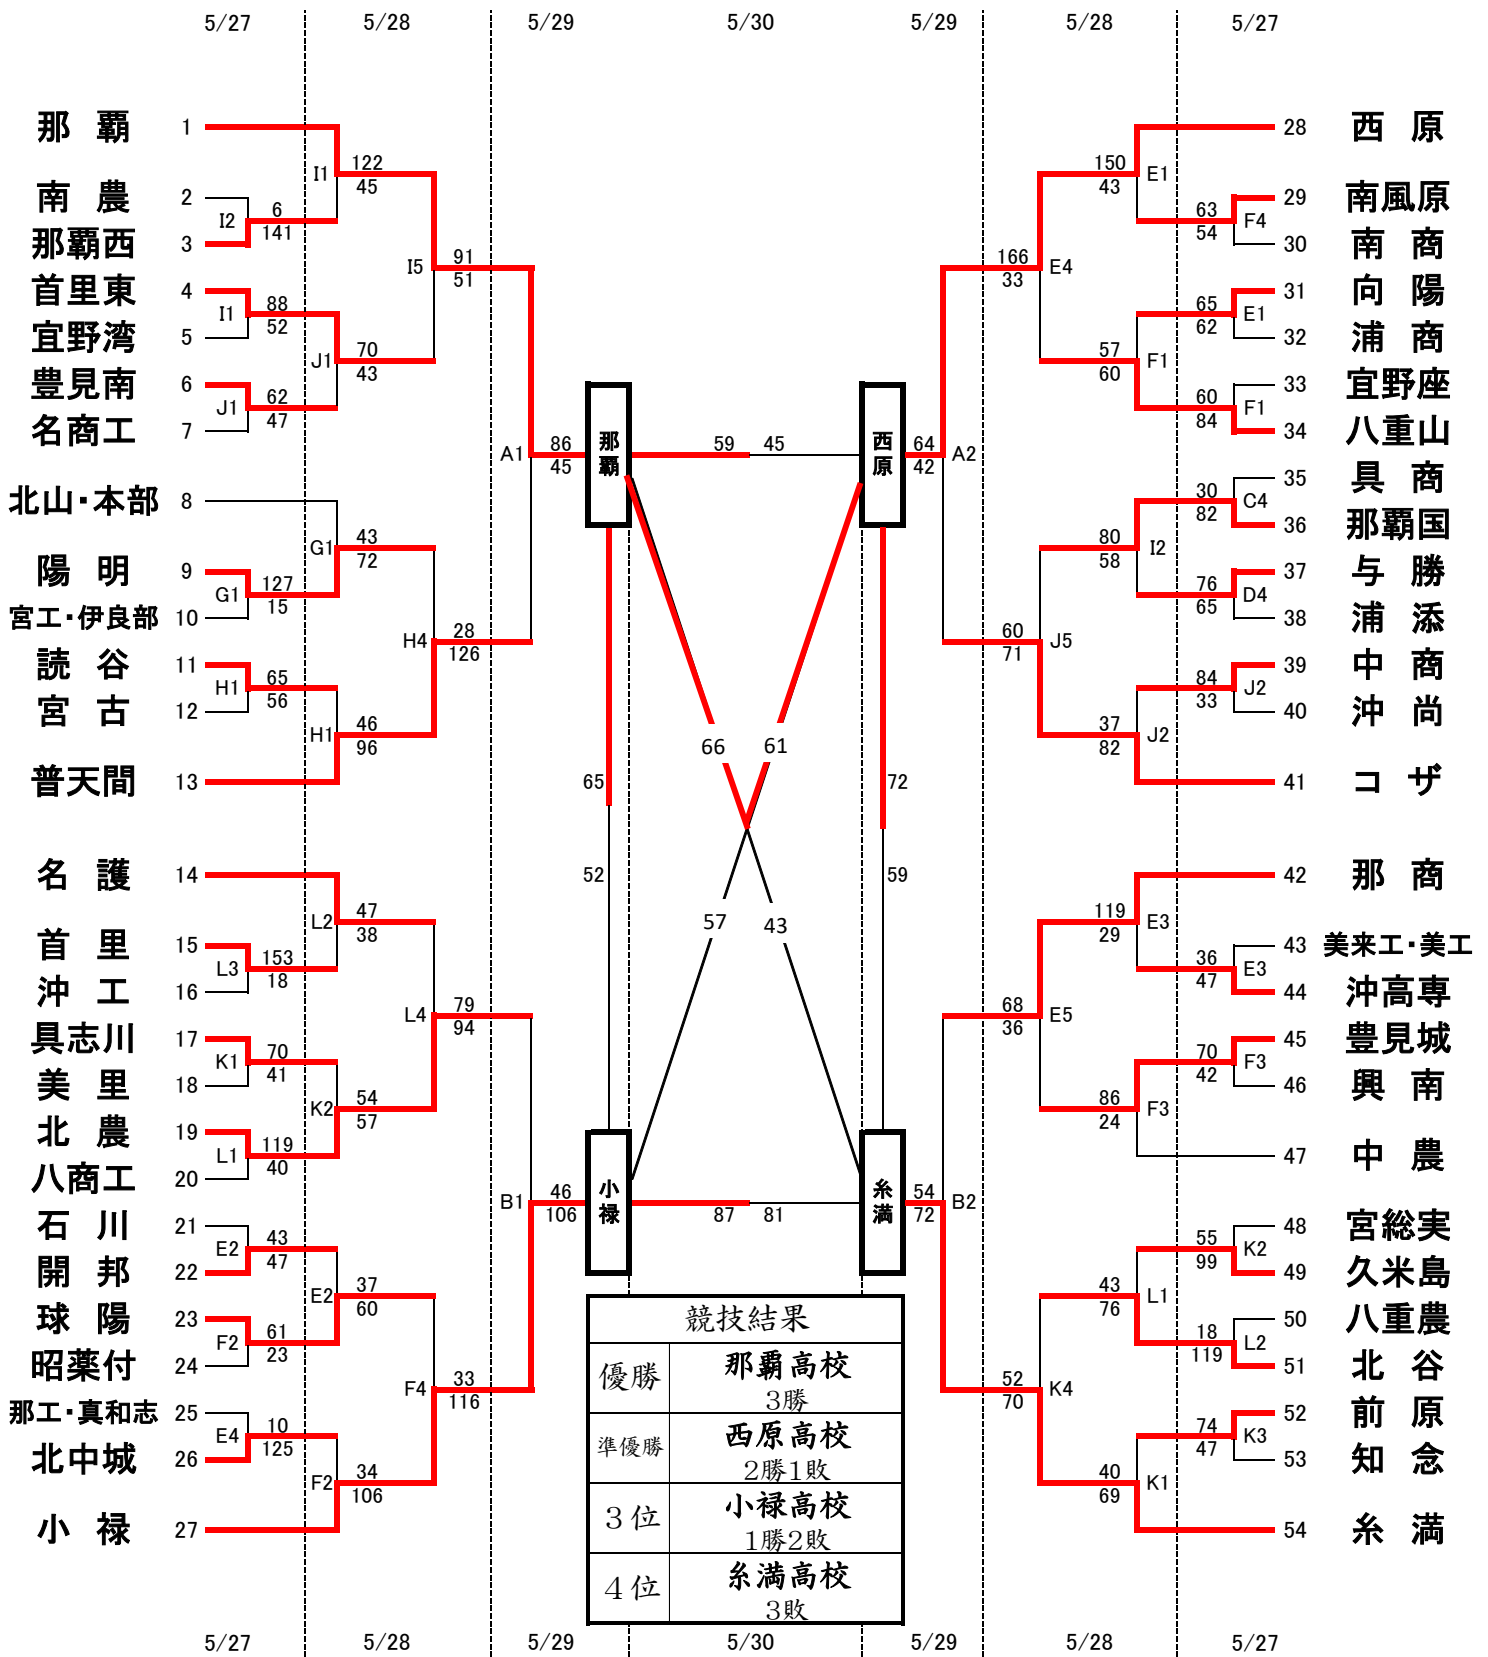 5/27 5/28 5/29 5/30 5/29 5/28 5/27
那覇 1
南農 2
那覇西 3
首里東 4
宜野湾 5
豊見南 6
名商工 7
北山・本部 8
陽明 9
宮工・伊良部 10
読谷 11
宮古 12
普天間 13
名護 14
首里 15
沖工 16
具志川 17
美里 18
北農 19
八商工 20
石川 21
開邦 22
球陽 23
昭薬付 24
那工・真和志 25
北中城 26
小禄 27
I2 6 141
I1 88 52
J1 62 47
G1 127 15
H1 65 56
L3 153 18
K1 70 41
L1 119 40
E2 43 47
F2 61 23
E4 10 125
I1 122 45
J1 70 43
G1 43 72
H1 46 96
L2 47 38
K2 54 57
E2 37 60
F2 34 106
I5 91 51
H4 28 126
L4 79 94
F4 33 116
A1 86 45
B1 46 106
那覇
西原
小禄
糸満
59 45
66 61
65 72
52 59
57 43
87 81
64 42 A2
54 72 B2
166 33 E4
60 71 J5
68 36 E5
52 70 K4
150 43 E1
57 60 F1
80 58 I2
37 82 J2
119 29 E3
86 24 F3
43 76 L1
40 69 K1
63 54 F4
65 62 E1
60 84 F1
30 82 C4
76 65 D4
84 33 J2
36 47 E3
70 42 F3
55 99 K2
18 119 L2
74 47 K3
28 西原
29 南風原
30 南商
31 向陽
32 浦商
33 宜野座
34 八重山
35 具商
36 那覇国
37 与勝
38 浦添
39 中商
40 沖尚
41 コザ
42 那商
43 美来工・美工
44 沖高専
45 豊見城
46 興南
47 中農
48 宮総実
49 久米島
50 八重農
51 北谷
52 前原
53 知念
54 糸満
競技結果
優勝 那覇高校
3勝
準優勝 西原高校
2勝1敗
3位 小禄高校
1勝2敗
4位 糸満高校
3敗
5/27 5/28 5/29 5/30 5/29 5/28 5/27